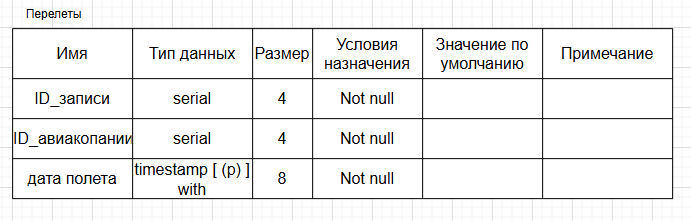 Перелеты
Имя Тип данных Размер Условия назначения Значение по умолчанию Примечание
ID_записи serial 4 Not null
ID_авиакопании serial 4 Not null
дата полета timestamp [ (p) ] with 8 Not null